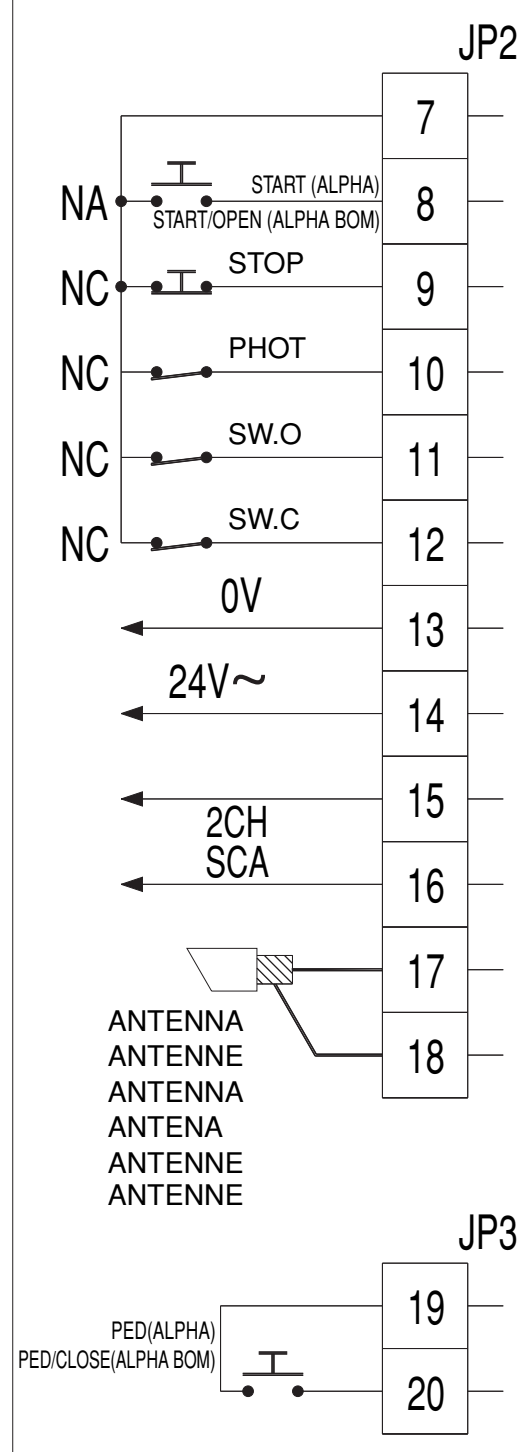 JP2
7
NA START (ALPHA) 8
START/OPEN (ALPHA BOM)
NC STOP 9
NC PHOT 10
NC SW.O 11
NC SW.C 12
0V 13
24V~ 14
15
2CH
SCA 16
17
ANTENNA
ANTENNE 18
ANTENNA
ANTENA
ANTENNE
ANTENNE
JP3
19
PED(ALPHA)
PED/CLOSE(ALPHA BOM)
20